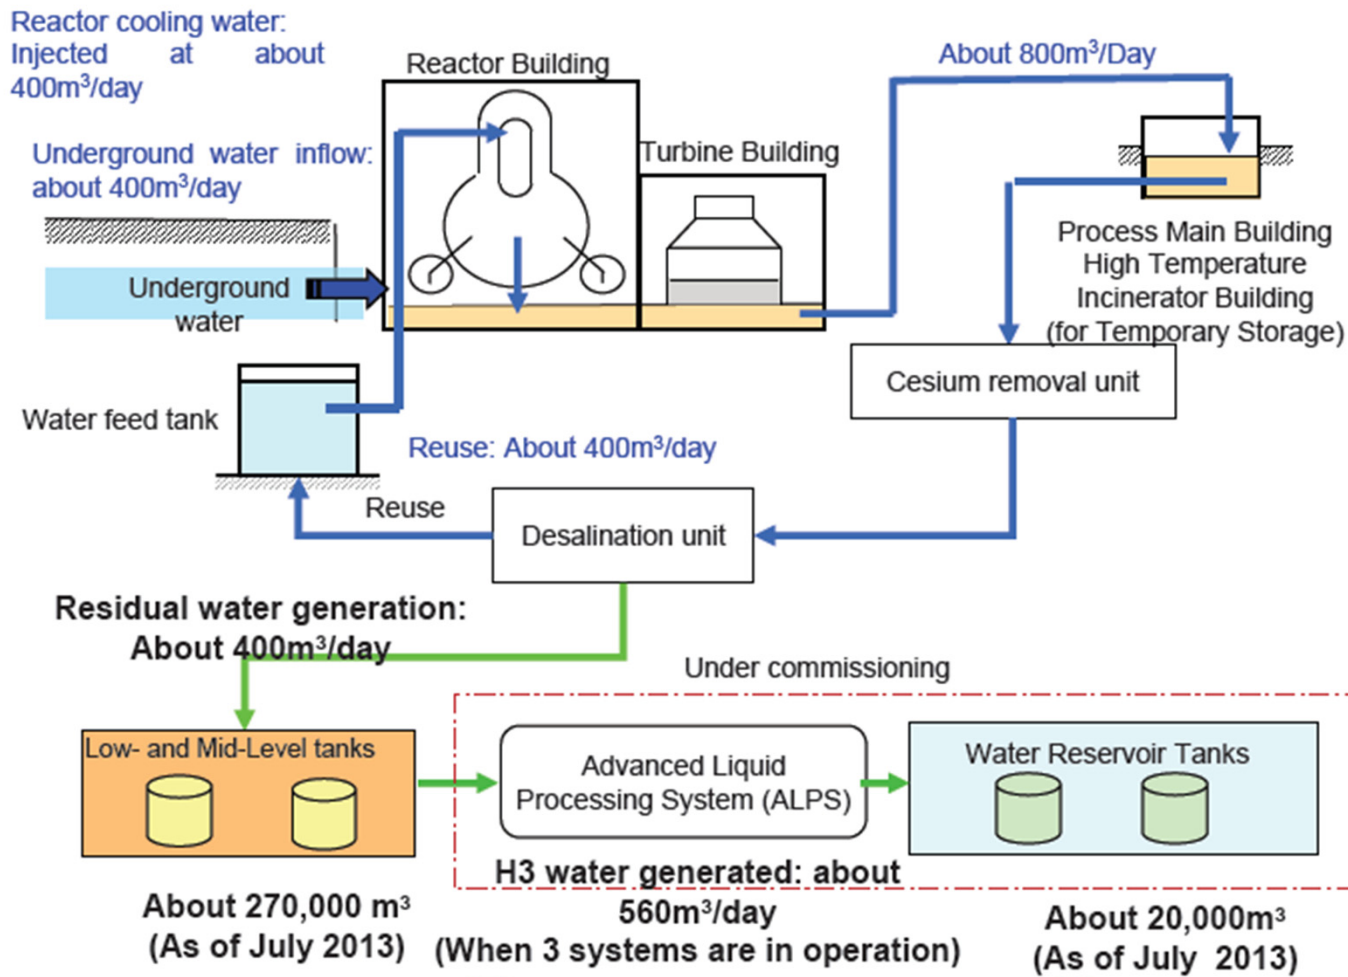 Reactor cooling water:
Injected at about
400m³/day
Reactor Building
About 800m³/Day
Underground water inflow:
about 400m³/day
Turbine Building
Underground
water
Process Main Building
High Temperature
Incinerator Building
(for Temporary Storage)
Cesium removal unit
Water feed tank
Reuse: About 400m³/day
Reuse
Desalination unit
Residual water generation:
About 400m³/day
Under commissioning
Low- and Mid-Level tanks
Advanced Liquid
Processing System (ALPS)
Water Reservoir Tanks
H3 water generated: about
560m³/day
(When 3 systems are in operation)
About 270,000 m³
(As of July 2013)
About 20,000m³
(As of July 2013)